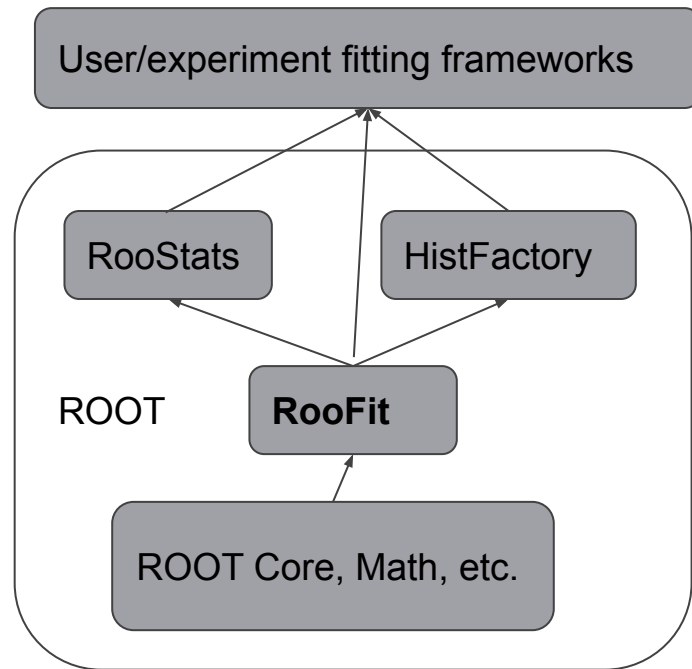 User/experiment fitting frameworks
RooStats
HistFactory
ROOT
RooFit
ROOT Core, Math, etc.